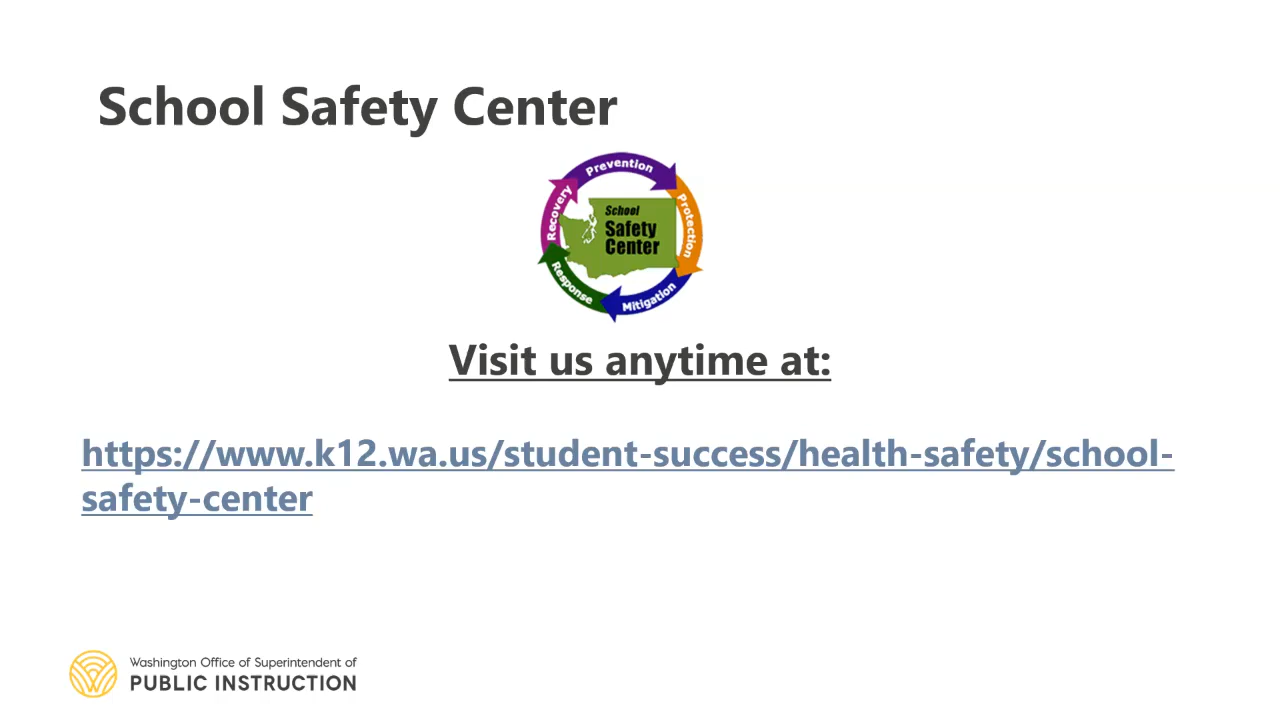 School Safety Center
Prevention
Protection
Mitigation
Response
Recovery
School
Safety
Center
Visit us anytime at:
https://www.k12.wa.us/student-success/health-safety/school-
safety-center
Washington Office of Superintendent of
PUBLIC INSTRUCTION